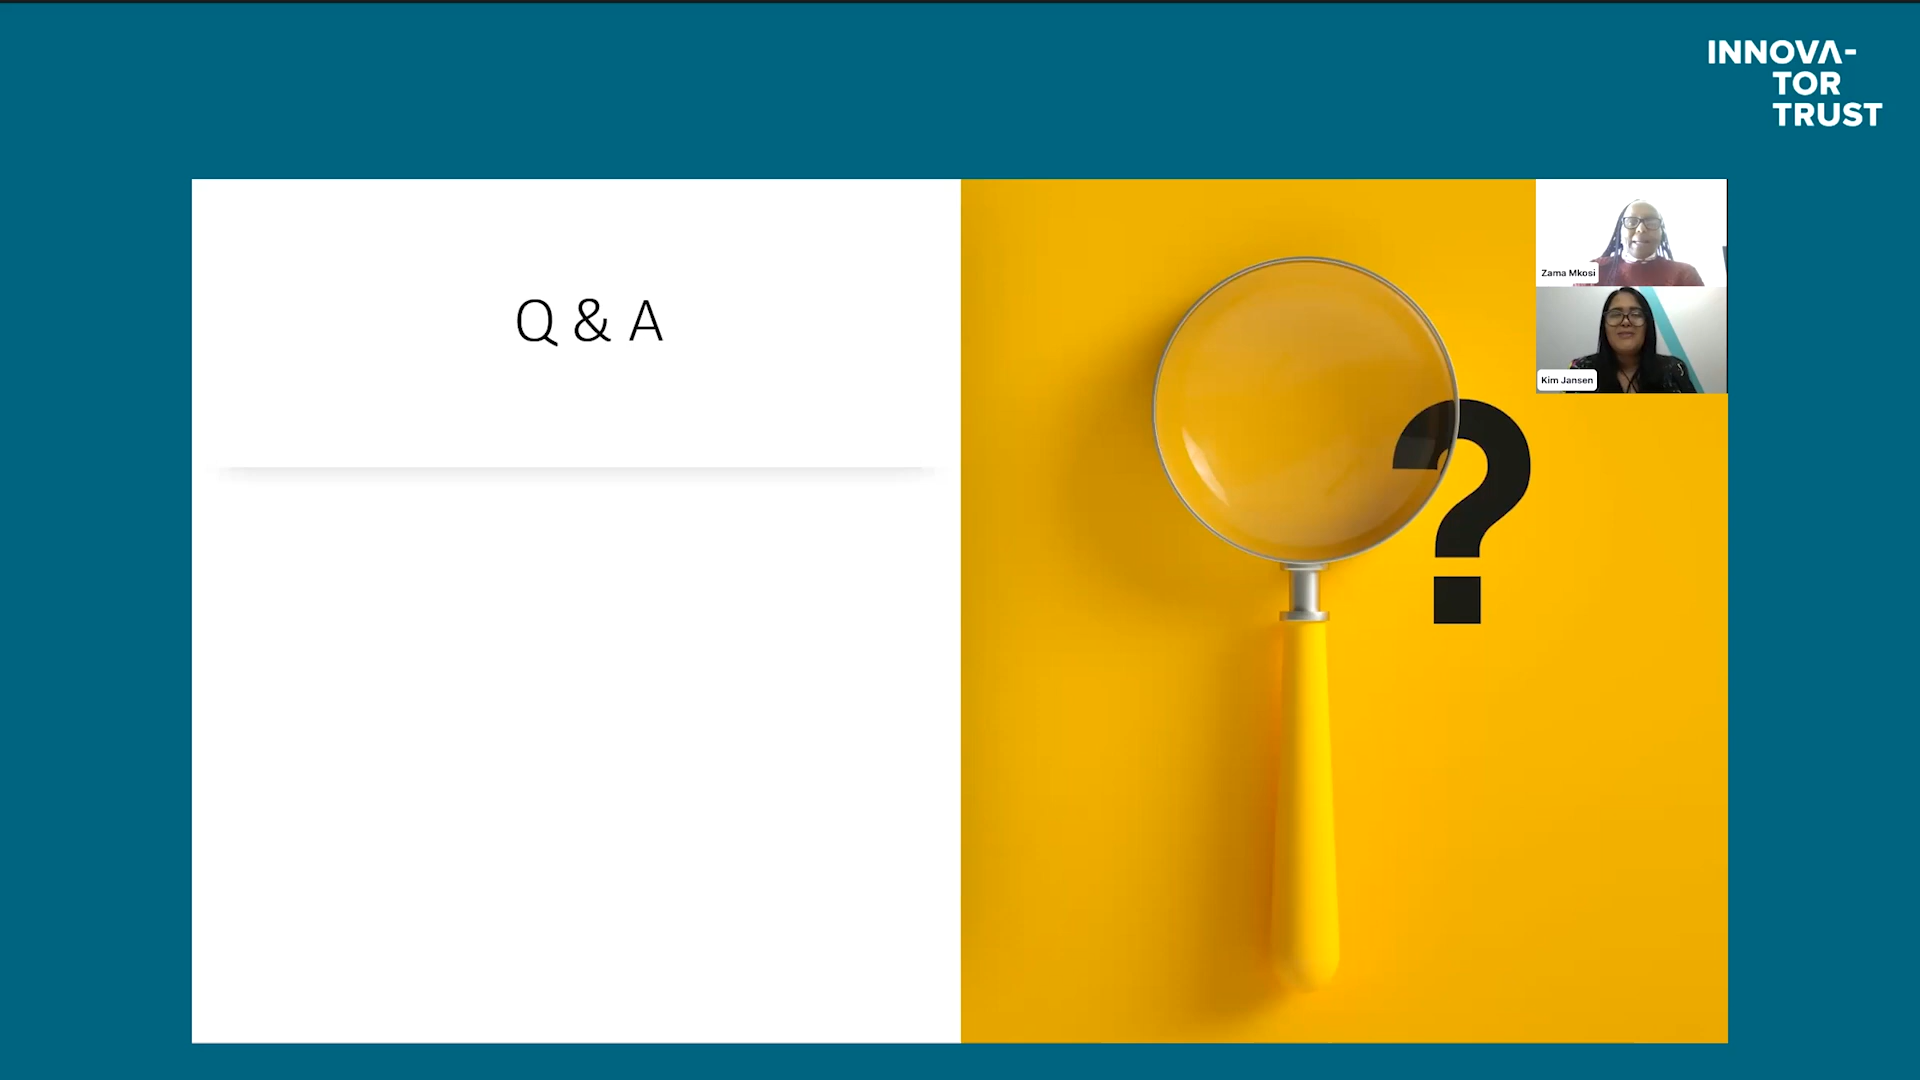 INNOVA-
TOR
TRUST
Q & A
Zama Mkosi
Kim Jansen
?